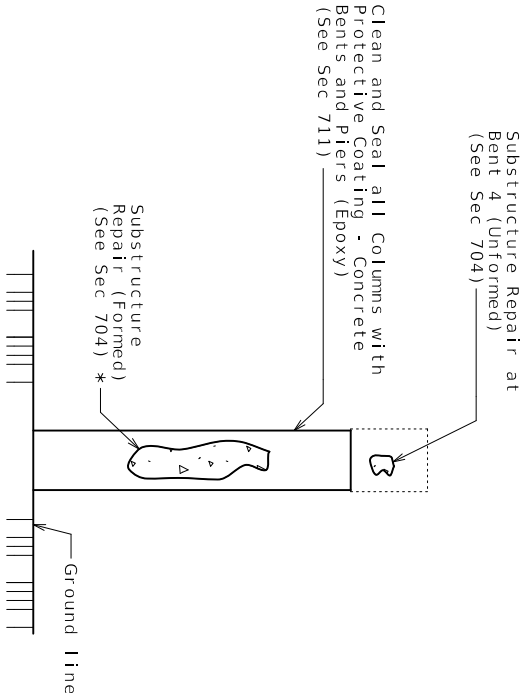 Substructure Repair at
Bent 4 (Unformed)
(See Sec 704)
Clean and Seal all Columns with
Protective Coating - Concrete
Bents and Piers (Epoxy)
(See Sec 711)
Substructure
Repair (Formed)
(See Sec 704) *
Ground line